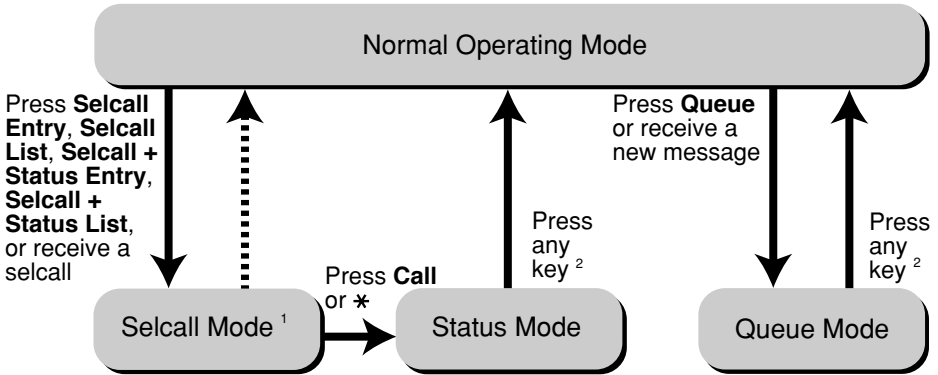 Normal Operating Mode
Press Selcall
Entry, Selcall
List, Selcall +
Status Entry,
Selcall +
Status List,
or receive a
selcall
Press Call
or *
Press
any
key 2
Press Queue
or receive a
new message
Press
any
key 2
Selcall Mode 1
Status Mode
Queue Mode